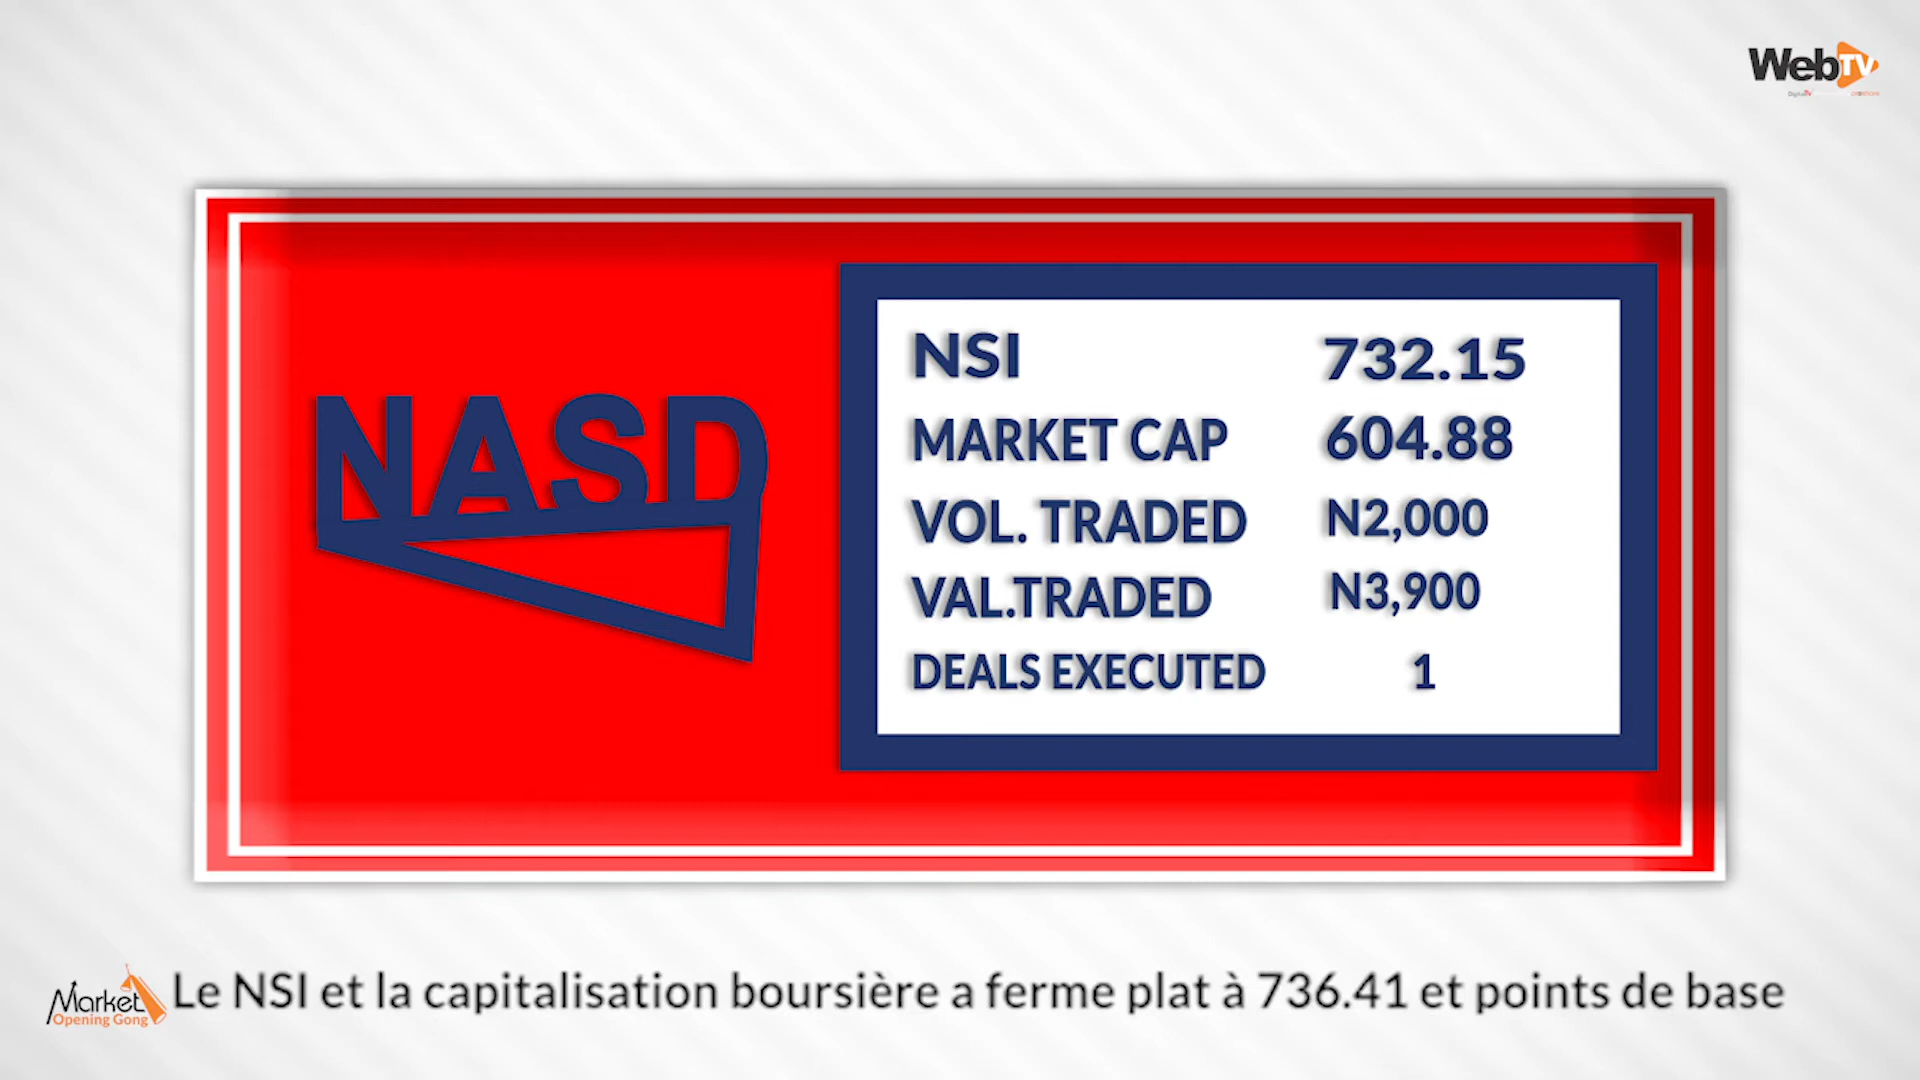 WebTV
NASD
NSI 732.15
MARKET CAP 604.88
VOL. TRADED N2,000
VAL.TRADED N3,900
DEALS EXECUTED 1
Market
Opening Gong
Le NSI et la capitalisation boursière a ferme plat à 736.41 et points de base